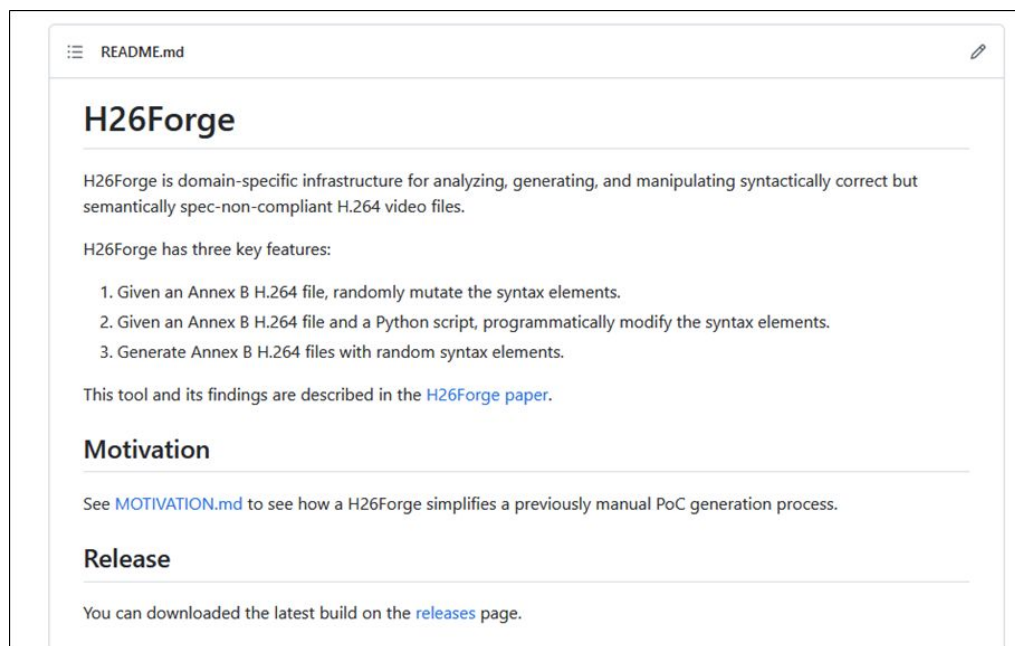 README.md
H26Forge
H26Forge is domain-specific infrastructure for analyzing, generating, and manipulating syntactically correct but
semantically spec-non-compliant H.264 video files.
H26Forge has three key features:
1. Given an Annex B H.264 file, randomly mutate the syntax elements.
2. Given an Annex B H.264 file and a Python script, programmatically modify the syntax elements.
3. Generate Annex B H.264 files with random syntax elements.
This tool and its findings are described in the H26Forge paper.
Motivation
See MOTIVATION.md to see how a H26Forge simplifies a previously manual PoC generation process.
Release
You can downloaded the latest build on the releases page.